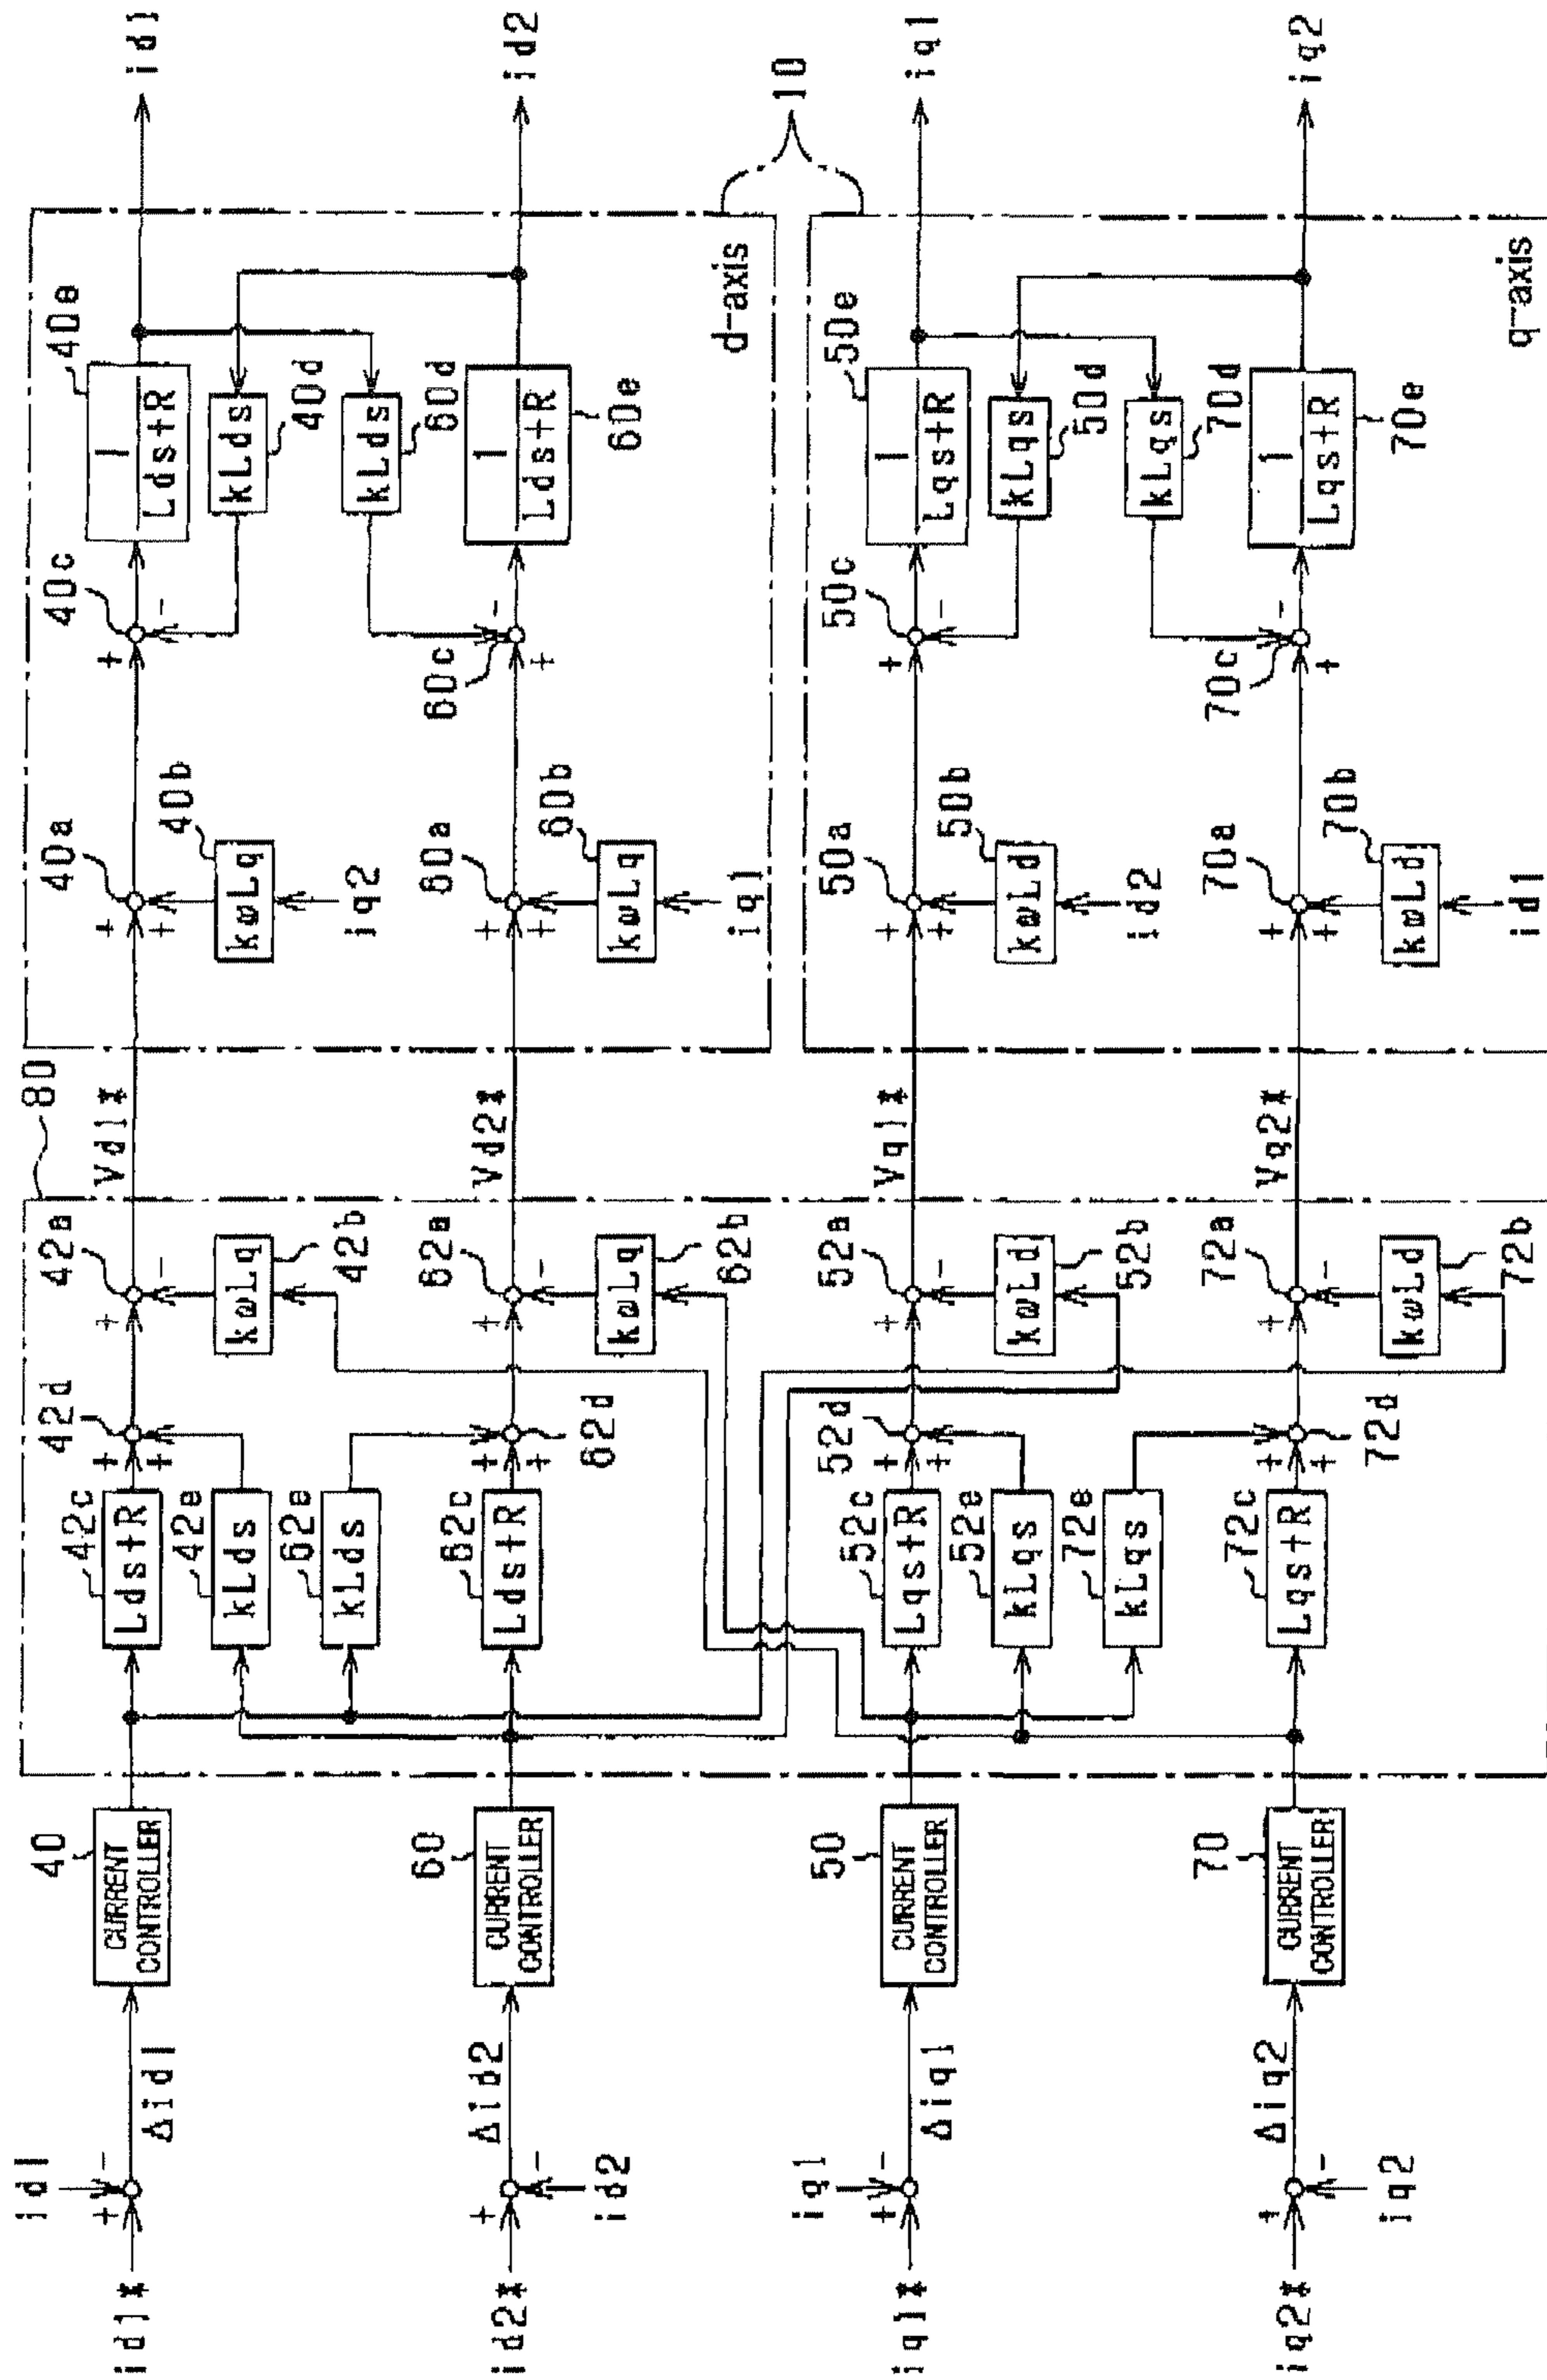 id1* + - id1 Δid1
CURRENT CONTROLLER 40
Lds+R 42c
+ + 42d
kLds 42e
+ - 42a
kωLq 42b
Vd1*
80
+ + 40a
kωLq 40b
iq2
+ - 40c
1
Lds+R 40e
kLds 40d
id1
id2* + - id2 Δid2
CURRENT CONTROLLER 60
kLds 62e
Lds+R 62c
+ + 62d
+ - 62a
kωLq 62b
Vd2*
+ + 60a
kωLq 60b
iq1
+ - 60c
kLds 60d
1
Lds+R 60e
id2
d-axis
10
iq1* + - iq1 Δiq1
CURRENT CONTROLLER 50
Lqs+R 52c
+ + 52d
kLqs 52e
+ - 52a
kωLd 52b
Vq1*
+ + 50a
kωLd 50b
id2
+ - 50c
1
Lqs+R 50e
kLqs 50d
iq1
iq2* + - iq2 Δiq2
CURRENT CONTROLLER 70
kLqs 72e
Lqs+R 72c
+ + 72d
+ - 72a
kωLd 72b
Vq2*
+ + 70a
kωLd 70b
id1
+ - 70c
kLqs 70d
1
Lqs+R 70e
iq2
q-axis